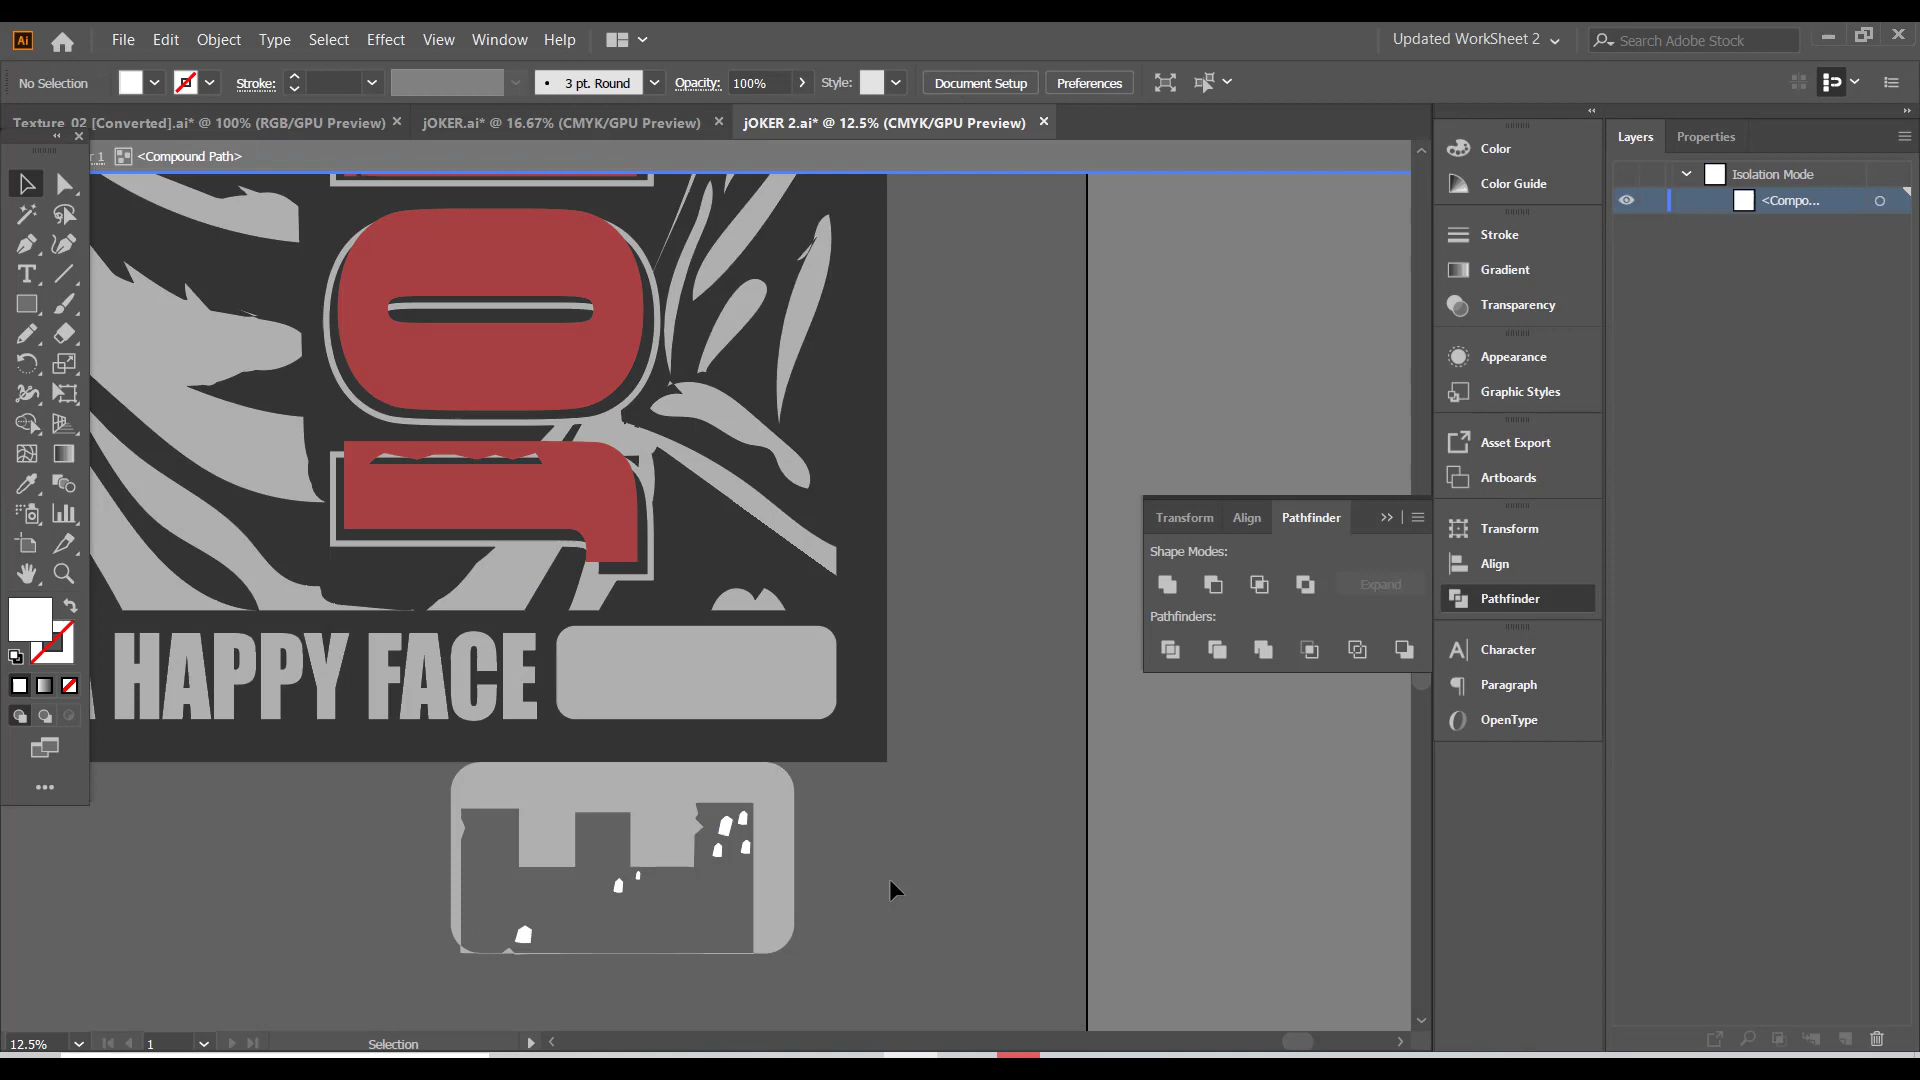 Ai File Edit Object Type Select Effect View Window Help Updated WorkSheet 2 Search Adobe Stock
No Selection Stroke: 3 pt. Round Opacity: 100% Style: Document Setup Preferences
Texture_02 [Converted].ai* @ 100% (RGB/GPU Preview) jOKER.ai* @ 16.67% (CMYK/GPU Preview) jOKER 2.ai* @ 12.5% (CMYK/GPU Preview)
r 1 <Compound Path>
Layers Properties
Isolation Mode
<Compo...
Color
Color Guide
Stroke
Gradient
Transparency
Appearance
Graphic Styles
Asset Export
Artboards
Transform
Align
Pathfinder
Character
Paragraph
OpenType
Transform Align Pathfinder
Shape Modes:
Expand
Pathfinders:
JO
HAPPY FACE
12.5% 1 Selection